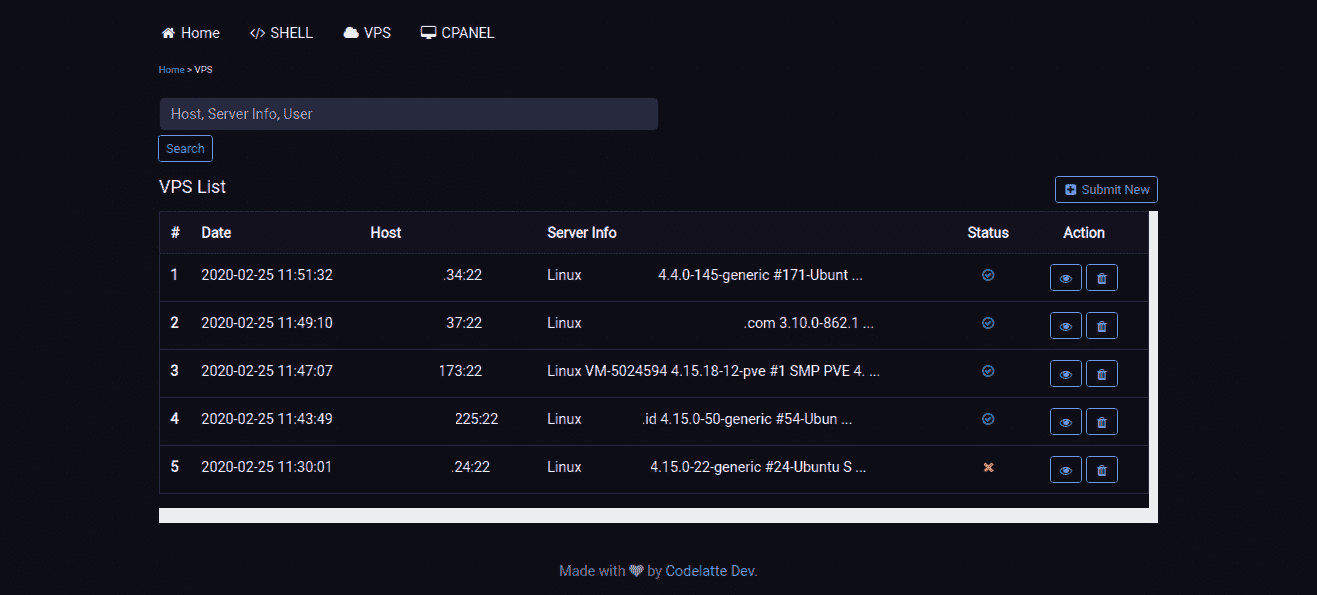 Home SHELL VPS CPANEL
Home > VPS
Host, Server Info, User
Search
VPS List
Submit New
# Date Host Server Info Status Action
1 2020-02-25 11:51:32 .34:22 Linux 4.4.0-145-generic #171-Ubunt ...
2 2020-02-25 11:49:10 37:22 Linux .com 3.10.0-862.1 ...
3 2020-02-25 11:47:07 173:22 Linux VM-5024594 4.15.18-12-pve #1 SMP PVE 4. ...
4 2020-02-25 11:43:49 225:22 Linux .id 4.15.0-50-generic #54-Ubun ...
5 2020-02-25 11:30:01 .24:22 Linux 4.15.0-22-generic #24-Ubuntu S ...
Made with by Codelatte Dev.